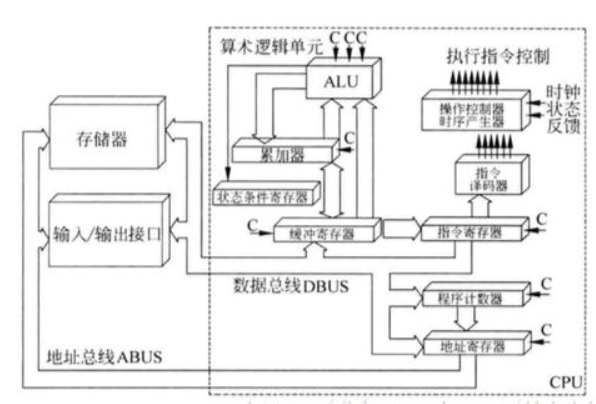 算术逻辑单元
C CC
ALU
执行指令控制
操作控制器
时序产生器
时钟
状态
反馈
存储器
累加器
C
指令
译码器
状态条件寄存器
输入/输出接口
C
缓冲寄存器
指令寄存器
C
数据总线DBUS
程序计数器
C
地址寄存器
C
地址总线ABUS
CPU